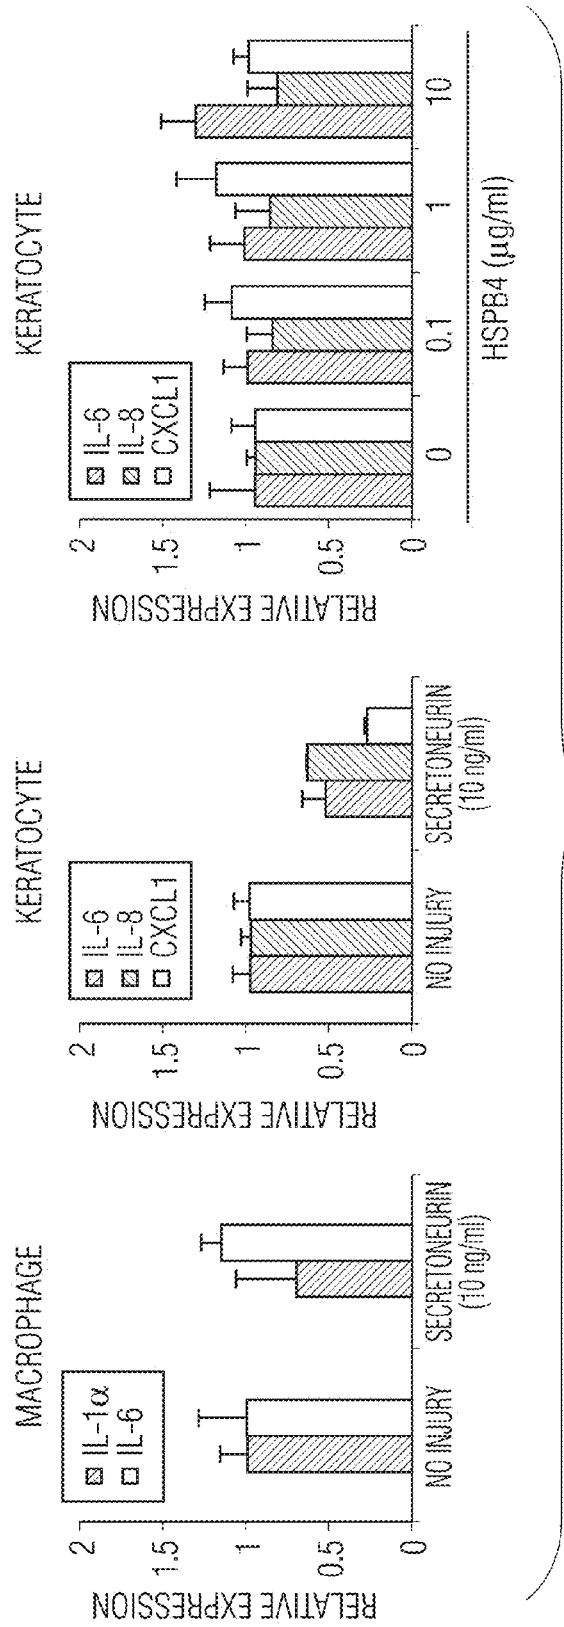 MACROPHAGE
IL-1α
IL-6
RELATIVE EXPRESSION
2
1.5
1
0.5
0
NO INJURY
SECRETONEURIN
(10 ng/ml)
KERATOCYTE
IL-6
IL-8
CXCL1
RELATIVE EXPRESSION
2
1.5
1
0.5
0
NO INJURY
SECRETONEURIN
(10 ng/ml)
KERATOCYTE
IL-6
IL-8
CXCL1
RELATIVE EXPRESSION
2
1.5
1
0.5
0
0 0.1 1 10
HSPB4 (μg/ml)